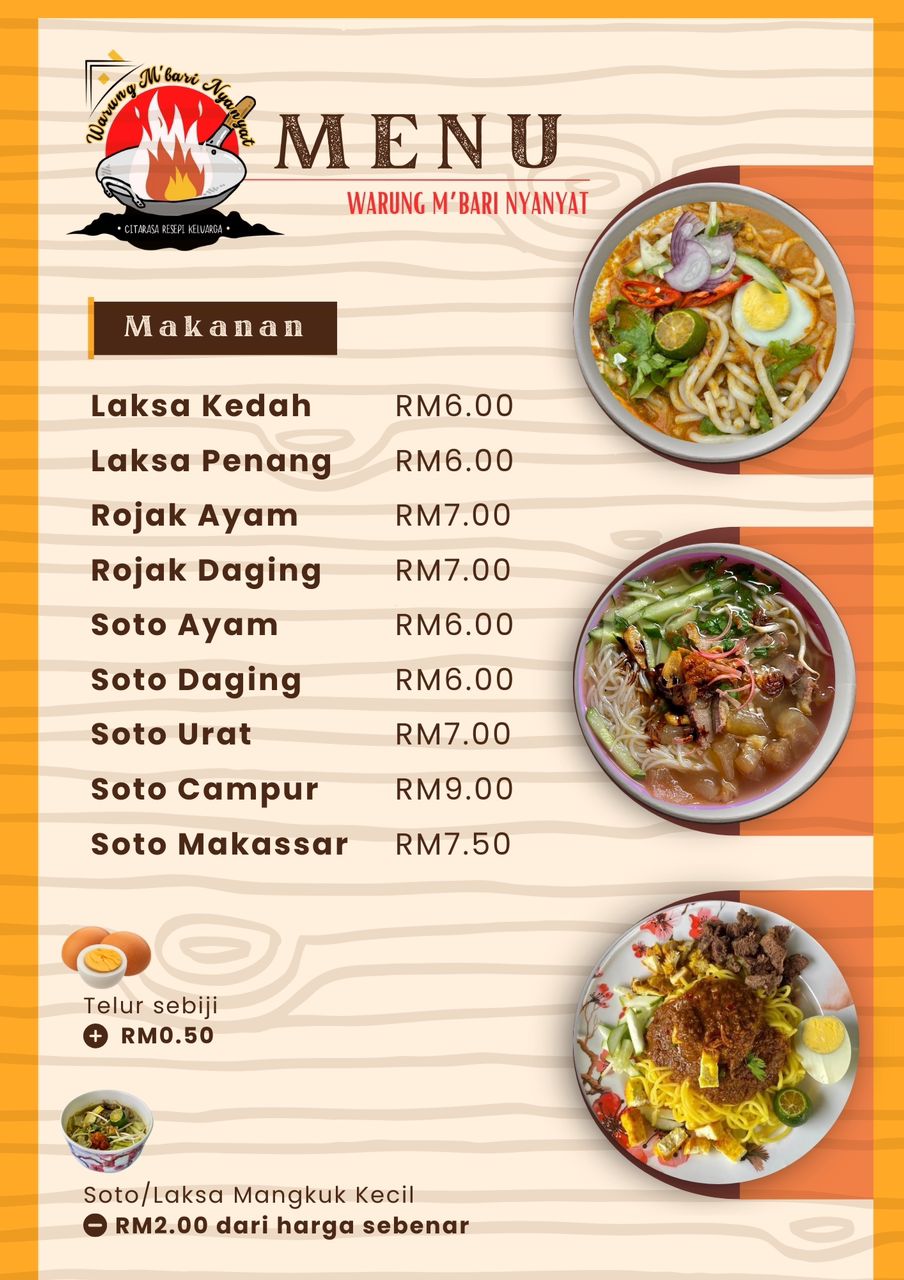 Warung M'bari Nyanyat
• CITARASA RESEPI KELUARGA •
MENU
WARUNG M'BARI NYANYAT
Makanan
Laksa Kedah RM6.00
Laksa Penang RM6.00
Rojak Ayam RM7.00
Rojak Daging RM7.00
Soto Ayam RM6.00
Soto Daging RM6.00
Soto Urat RM7.00
Soto Campur RM9.00
Soto Makassar RM7.50
Telur sebiji
+ RM0.50
Soto/Laksa Mangkuk Kecil
- RM2.00 dari harga sebenar